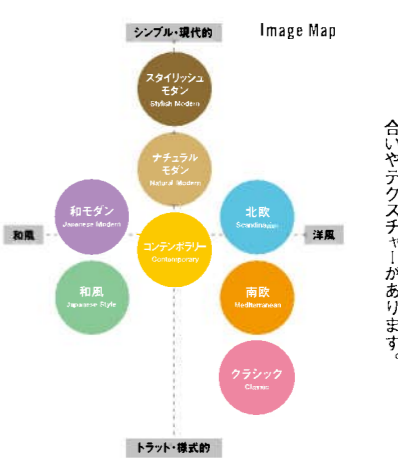 シンプル・現代的
Image Map
スタイリッシュ
モダン
Stylish Modern
ナチュラル
モダン
Natural Modern
和モダン
Japanese Modern
北欧
Scandinavian
和風
コンテンポラリー
Contemporary
洋風
和風
Japanese Style
南欧
Mediterranean
クラシック
Classic
トラット・様式的
合いやテクスチャーがあります。